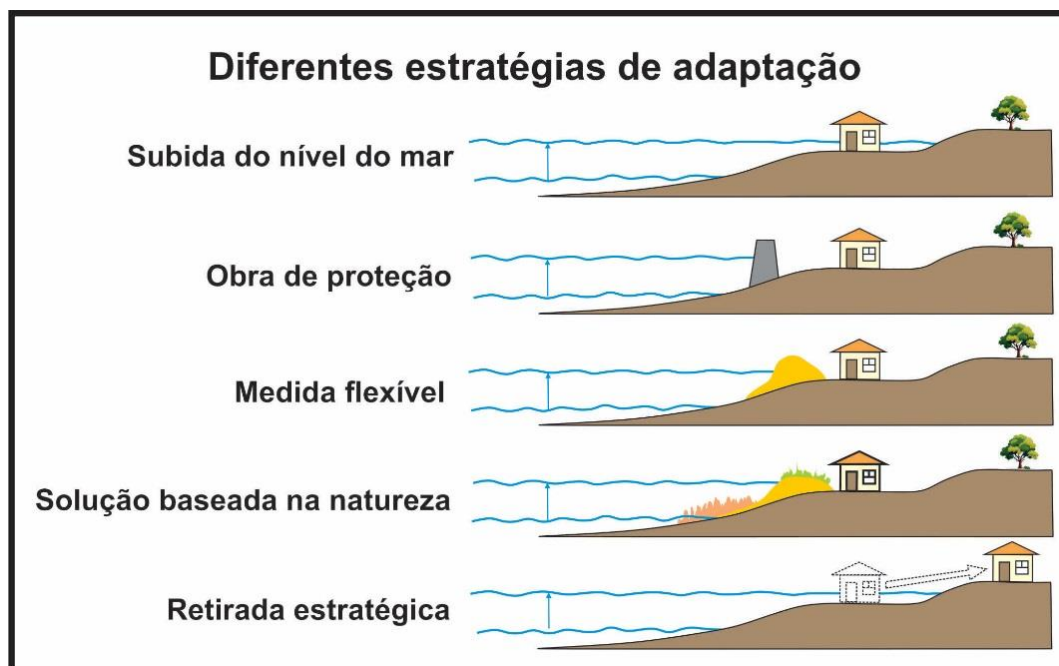 Diferentes estratégias de adaptação
Subida do nível do mar
Obra de proteção
Medida flexível
Solução baseada na natureza
Retirada estratégica